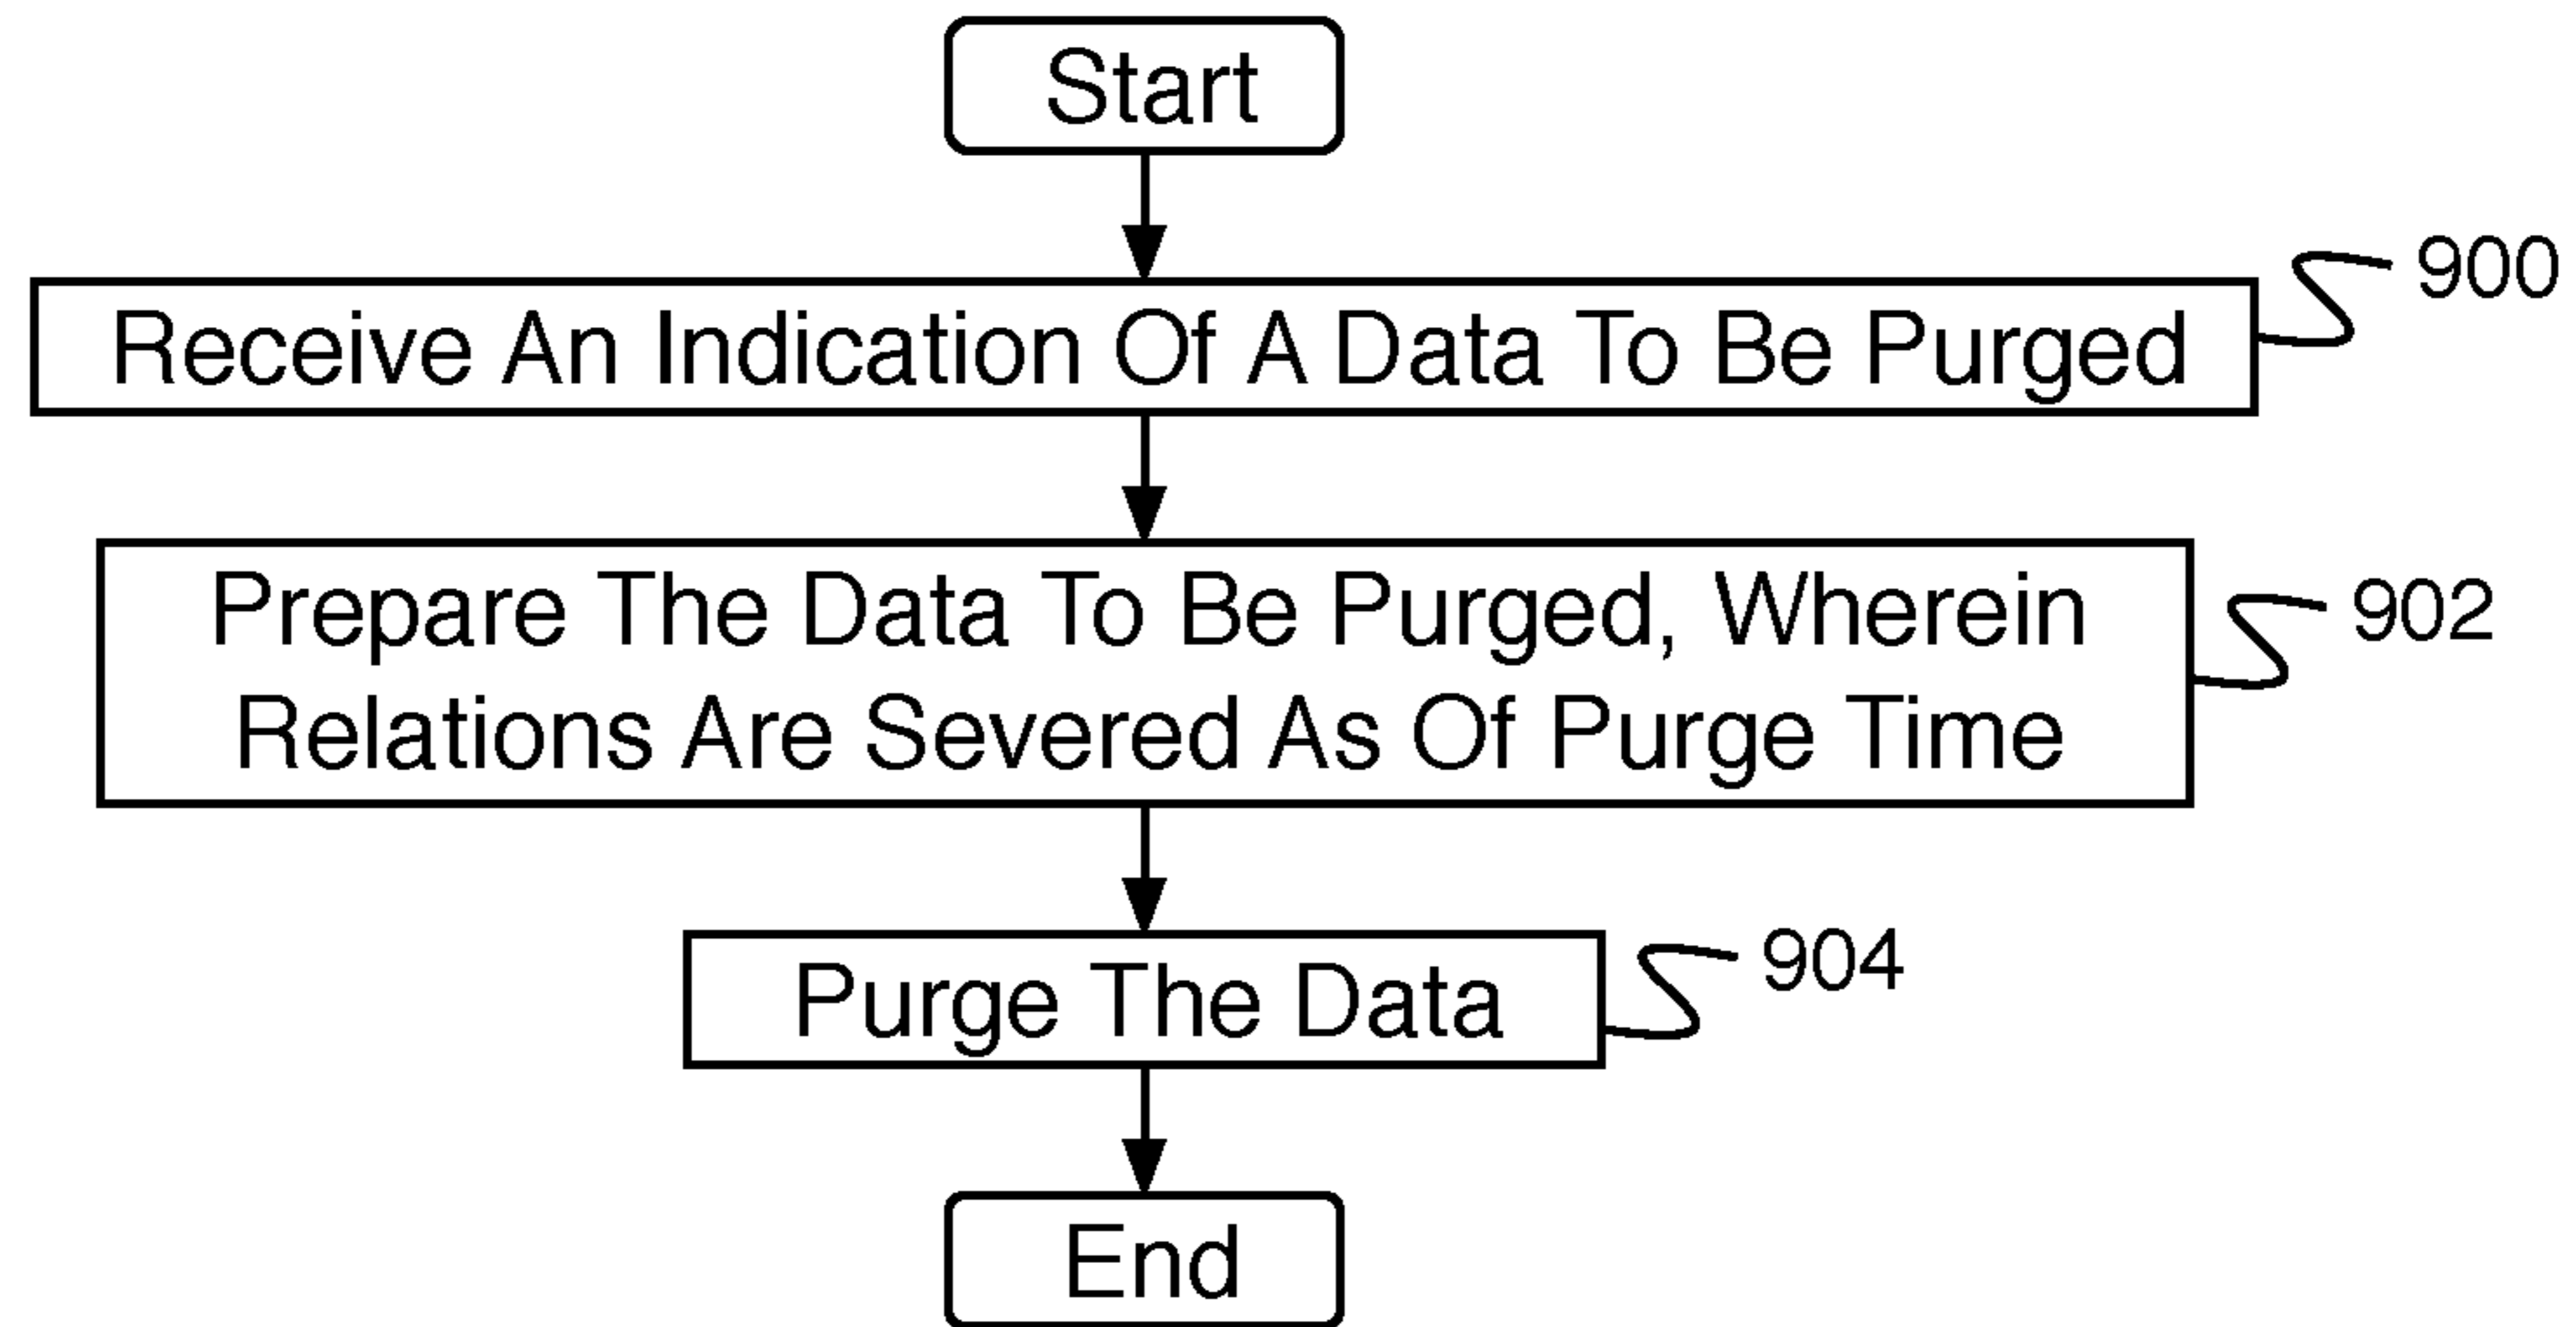 Start
Receive An Indication Of A Data To Be Purged
900
Prepare The Data To Be Purged, Wherein
Relations Are Severed As Of Purge Time
902
Purge The Data
904
End